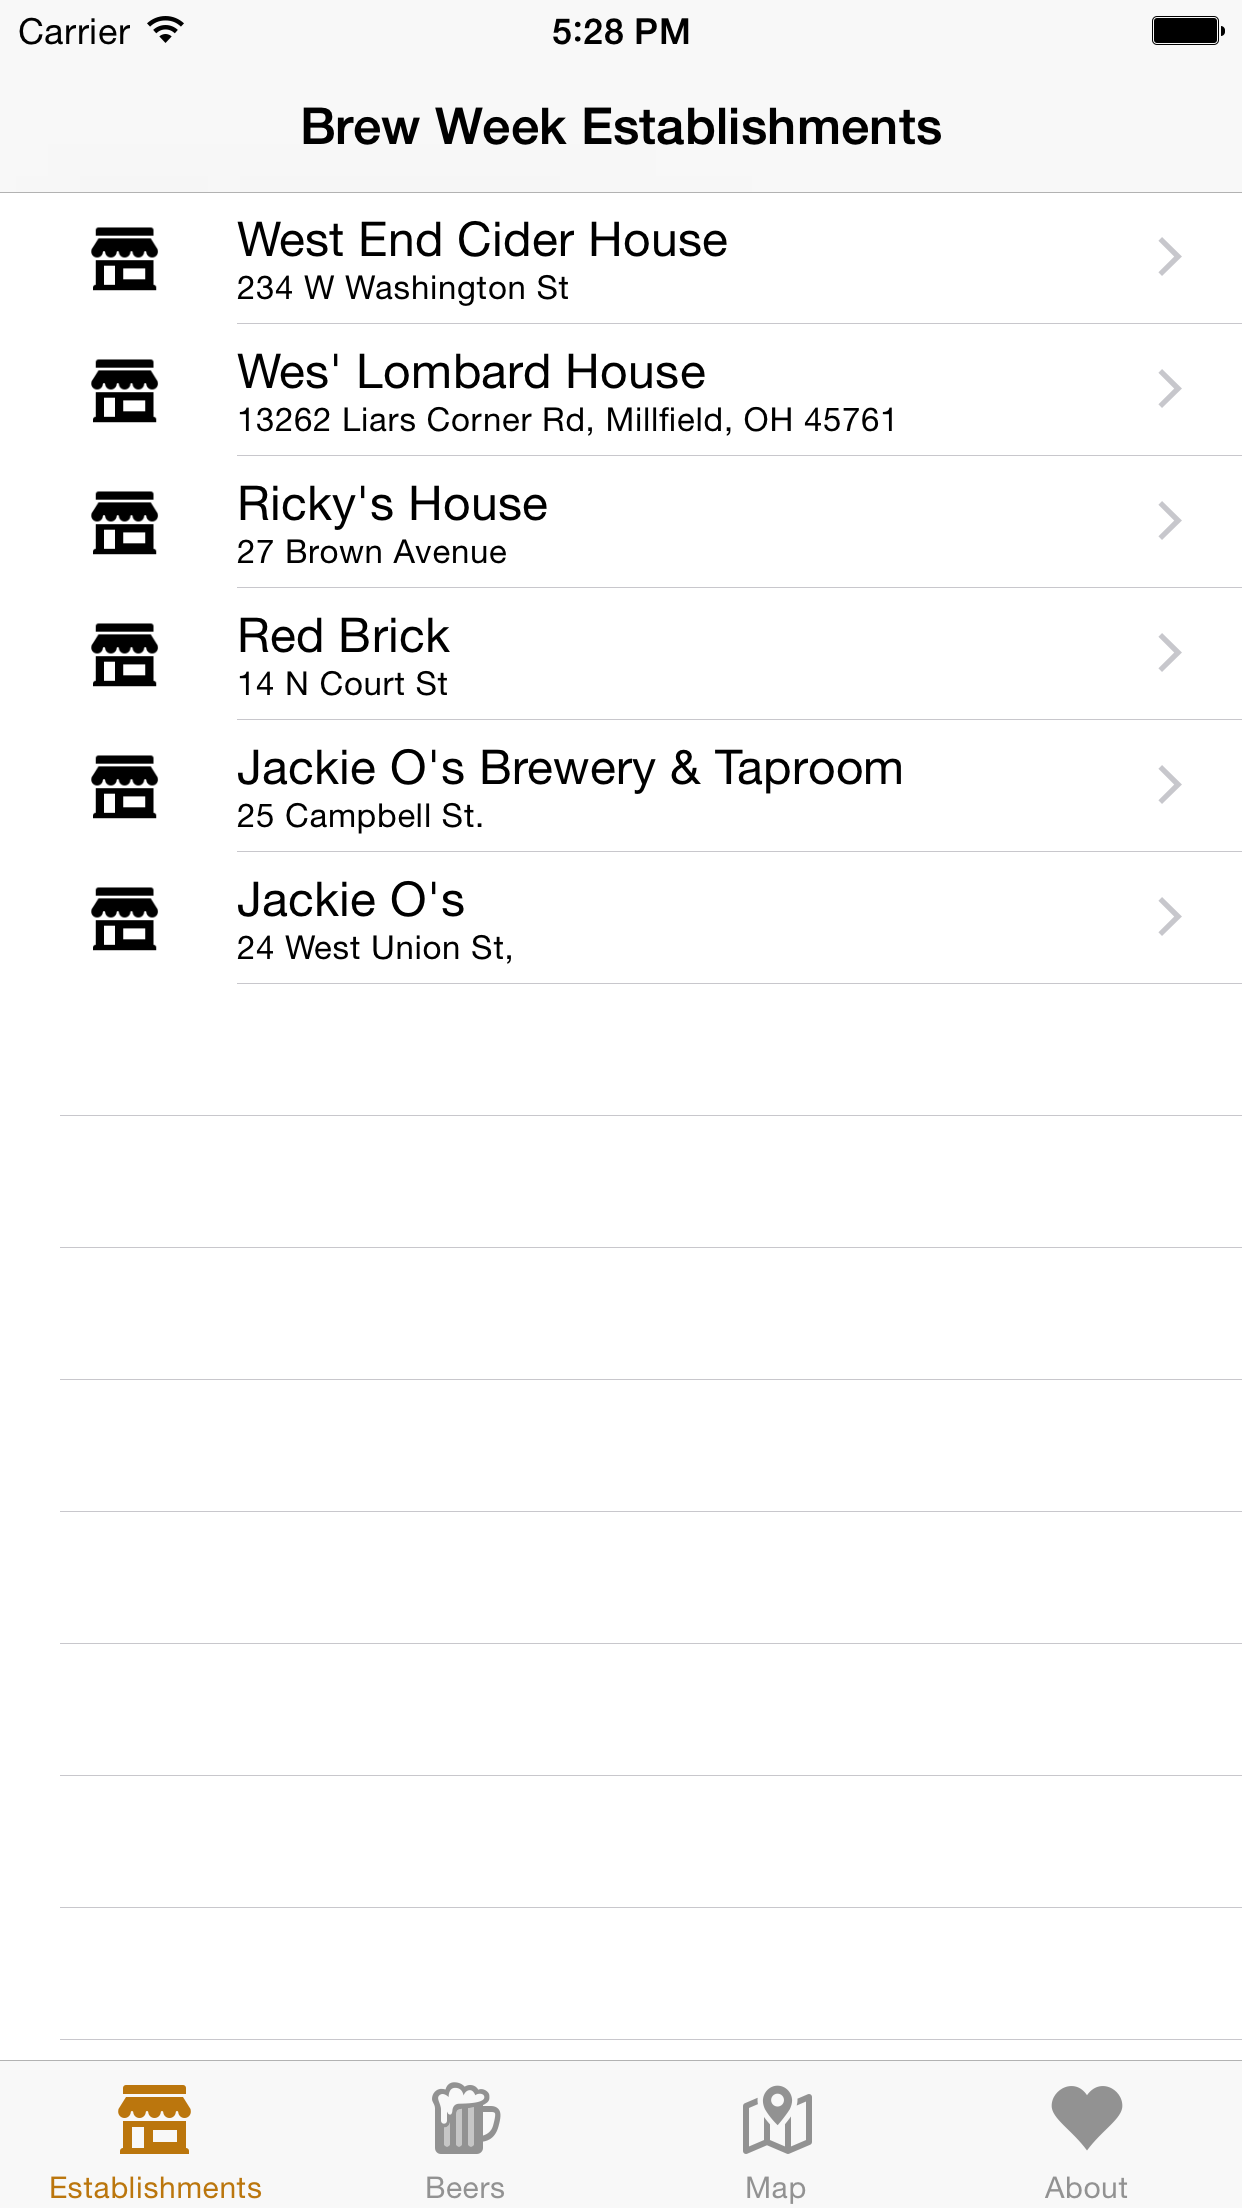 Carrier 5:28 PM
Brew Week Establishments
West End Cider House
234 W Washington St
Wes' Lombard House
13262 Liars Corner Rd, Millfield, OH 45761
Ricky's House
27 Brown Avenue
Red Brick
14 N Court St
Jackie O's Brewery & Taproom
25 Campbell St.
Jackie O's
24 West Union St,
Establishments Beers Map About